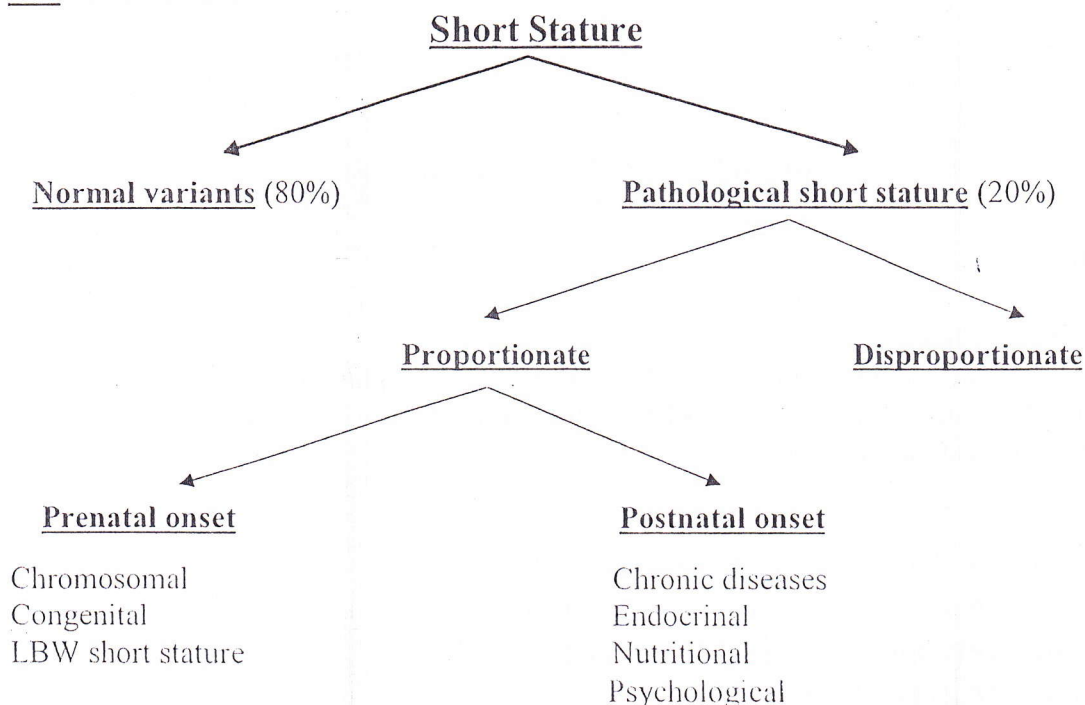 Short Stature
Normal variants (80%)
Pathological short stature (20%)
Proportionate
Disproportionate
Prenatal onset
Chromosomal
Congenital
LBW short stature
Postnatal onset
Chronic diseases
Endocrinal
Nutritional
Psychological